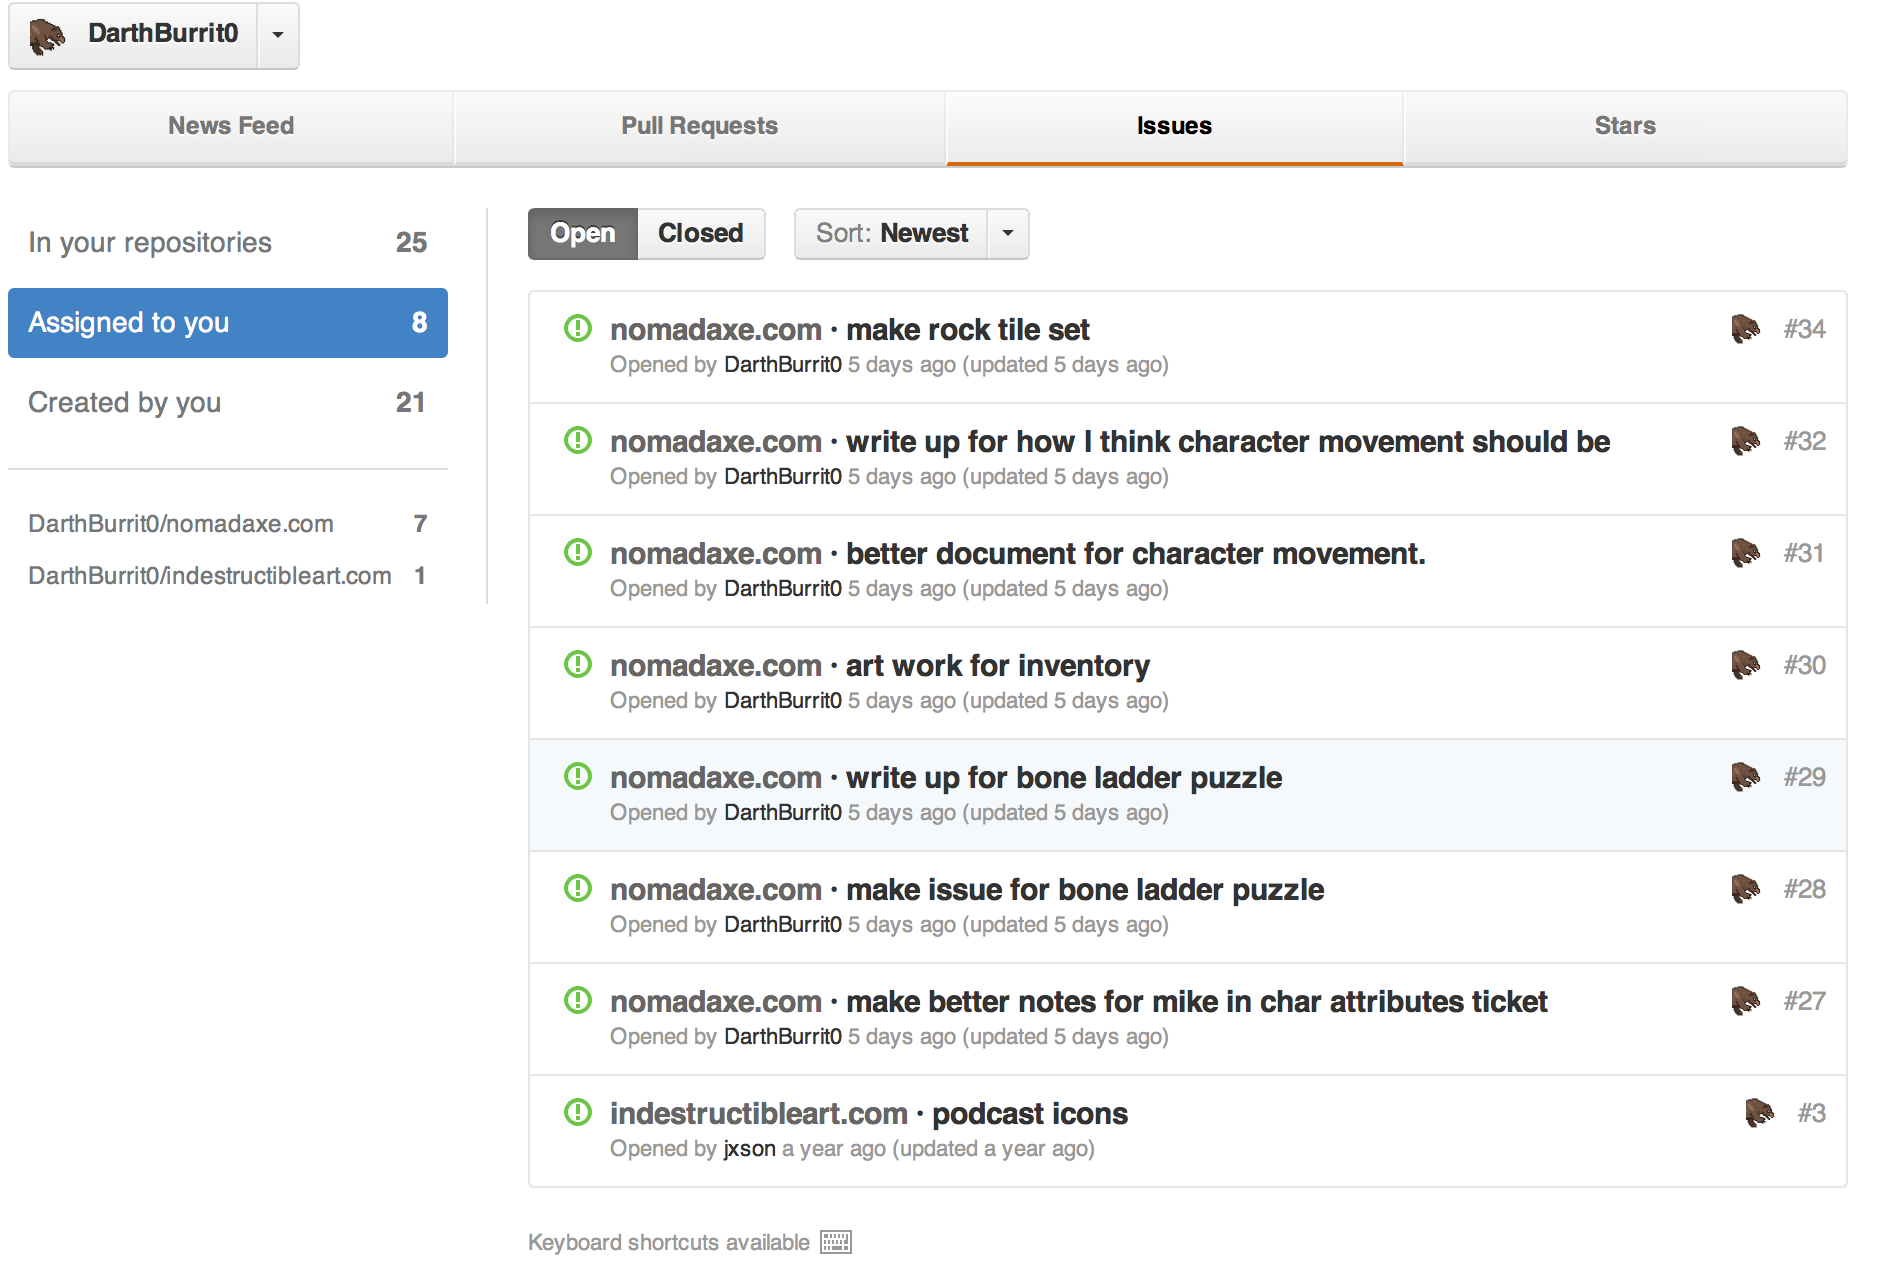 DarthBurrit0
News Feed Pull Requests Issues Stars
In your repositories 25
Assigned to you 8
Created by you 21
DarthBurrit0/nomadaxe.com 7
DarthBurrit0/indestructibleart.com 1
Open Closed Sort: Newest
nomadaxe.com · make rock tile set #34
Opened by DarthBurrit0 5 days ago (updated 5 days ago)
nomadaxe.com · write up for how I think character movement should be #32
Opened by DarthBurrit0 5 days ago (updated 5 days ago)
nomadaxe.com · better document for character movement. #31
Opened by DarthBurrit0 5 days ago (updated 5 days ago)
nomadaxe.com · art work for inventory #30
Opened by DarthBurrit0 5 days ago (updated 5 days ago)
nomadaxe.com · write up for bone ladder puzzle #29
Opened by DarthBurrit0 5 days ago (updated 5 days ago)
nomadaxe.com · make issue for bone ladder puzzle #28
Opened by DarthBurrit0 5 days ago (updated 5 days ago)
nomadaxe.com · make better notes for mike in char attributes ticket #27
Opened by DarthBurrit0 5 days ago (updated 5 days ago)
indestructibleart.com · podcast icons #3
Opened by jxson a year ago (updated a year ago)
Keyboard shortcuts available